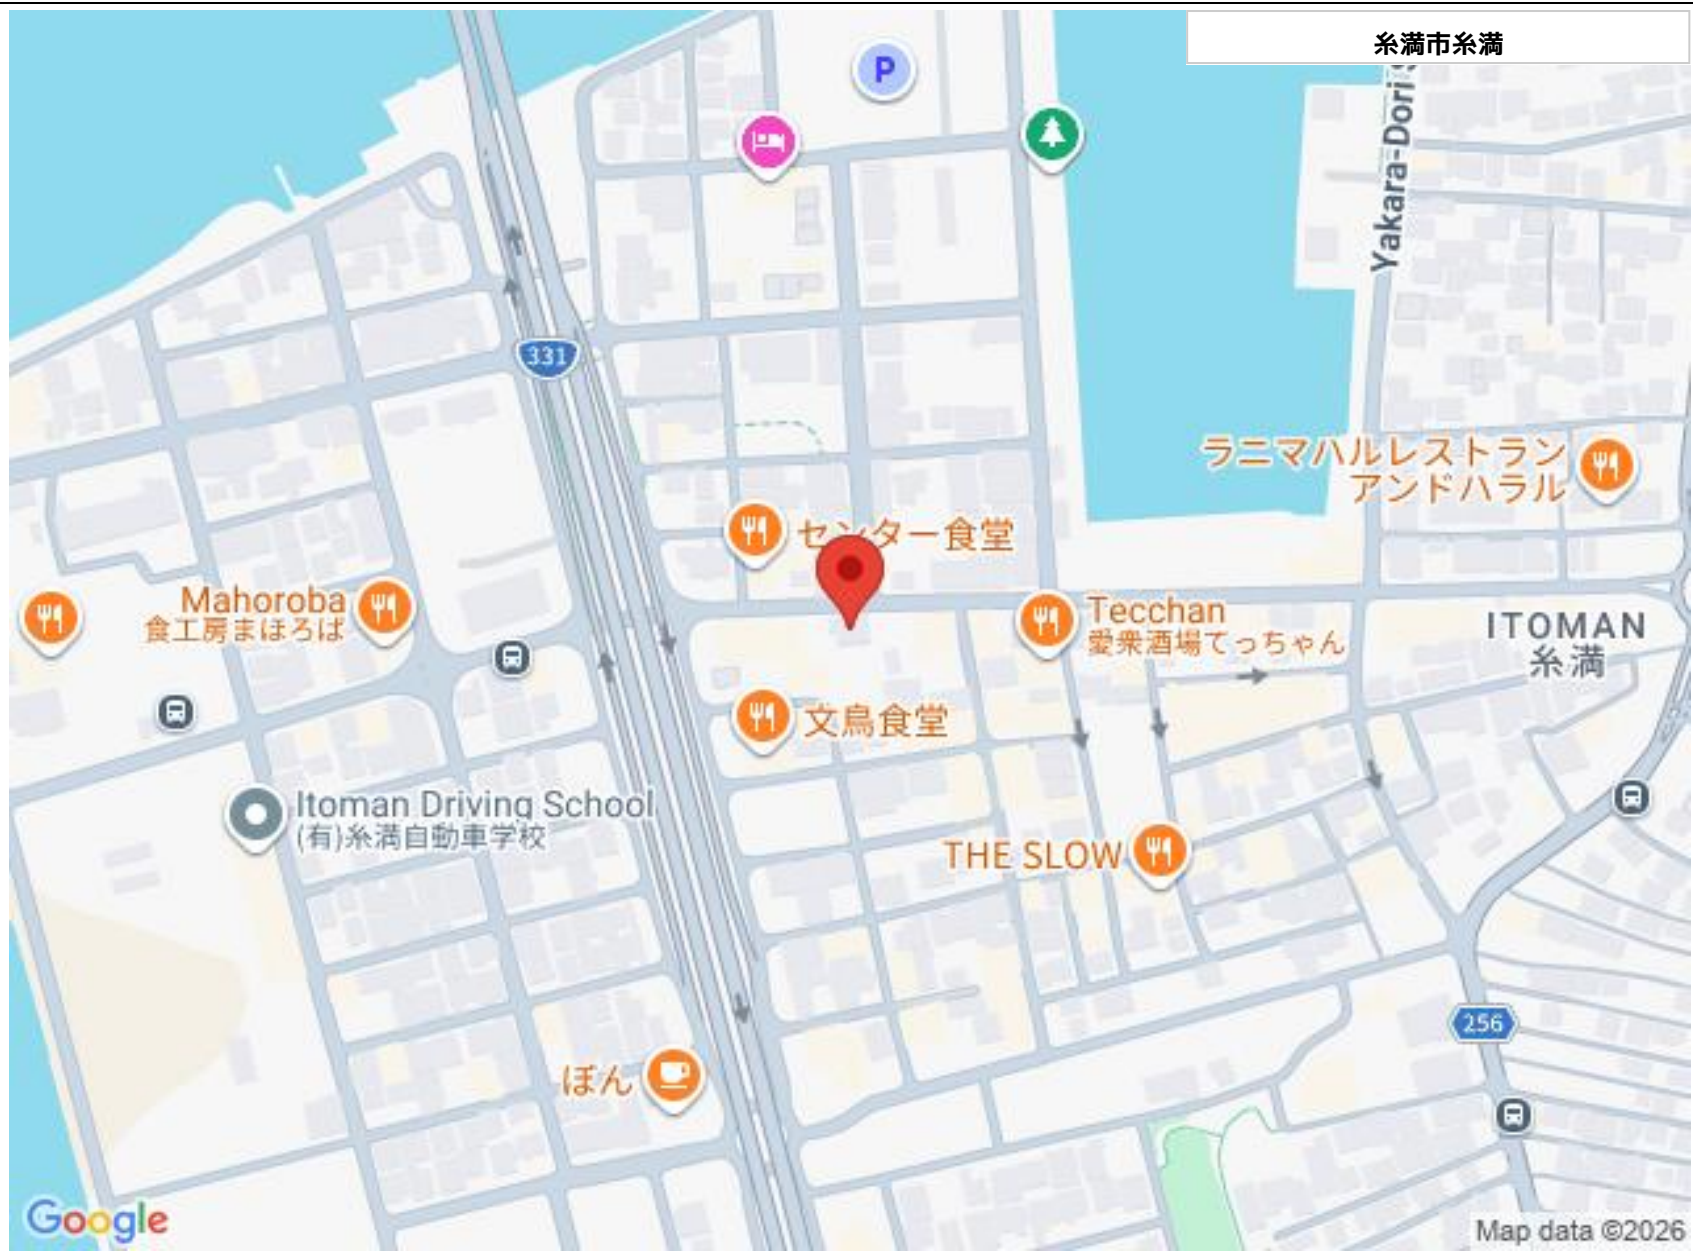 糸満市糸満
Yakara-Dori S
331
ラニマハルレストラン
アンドハラル
センター食堂
Mahoroba
食工房まほろば
Tecchan
愛衆酒場てっちゃん
ITOMAN
糸満
文鳥食堂
Itoman Driving School
(有)糸満自動車学校
THE SLOW
256
ぽん
Google
Map data ©2026
P